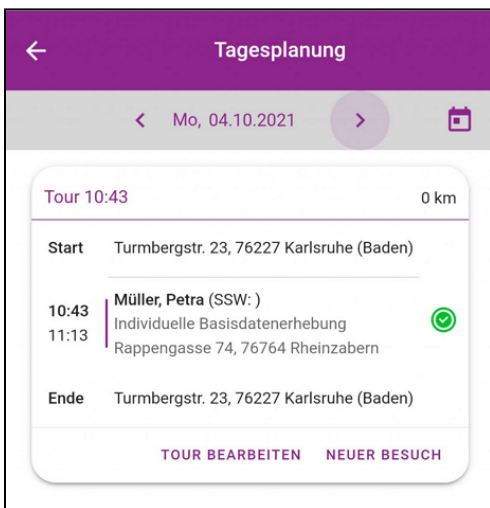 Tagesplanung
Mo, 04.10.2021
Tour 10:43 0 km
Start Turmbergstr. 23, 76227 Karlsruhe (Baden)
10:43 Müller, Petra (SSW: )
11:13 Individuelle Basisdatenerhebung
Rappengasse 74, 76764 Rheinzabern
Ende Turmbergstr. 23, 76227 Karlsruhe (Baden)
TOUR BEARBEITEN NEUER BESUCH